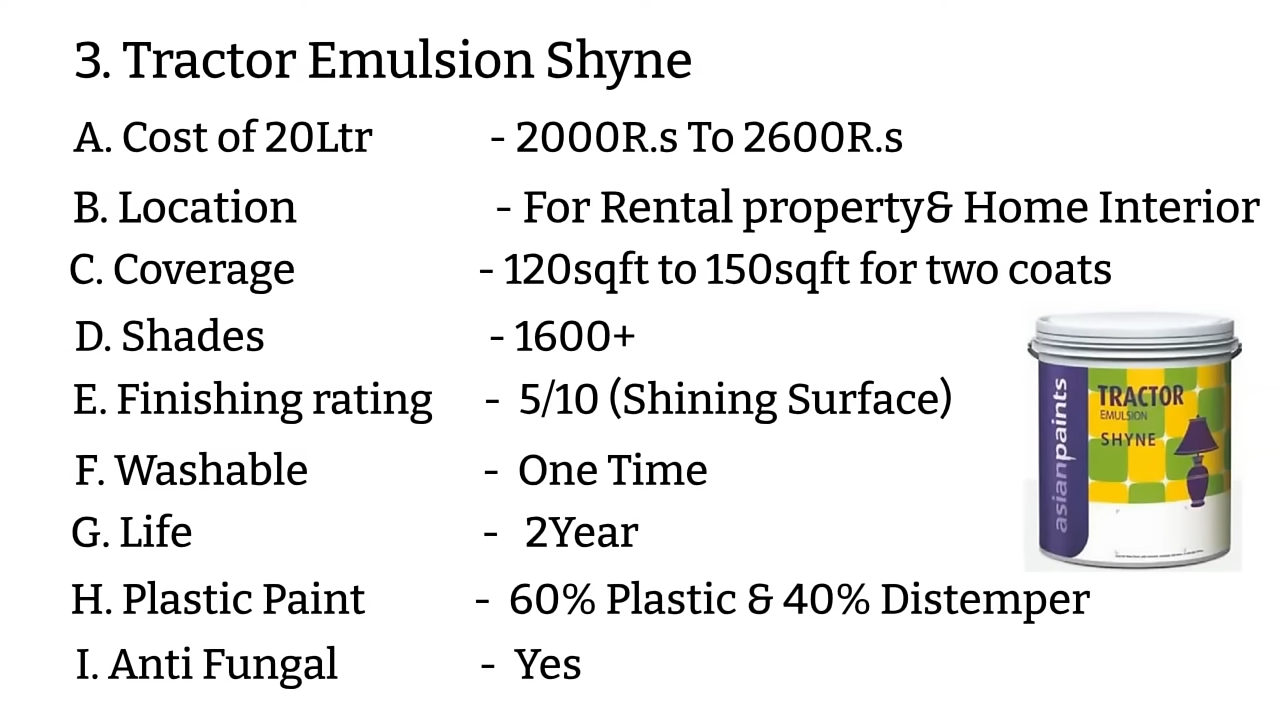 3. Tractor Emulsion Shyne
A. Cost of 20Ltr - 2000R.s To 2600R.s
B. Location - For Rental property& Home Interior
C. Coverage - 120sqft to 150sqft for two coats
D. Shades - 1600+
E. Finishing rating - 5/10 (Shining Surface)
F. Washable - One Time
G. Life - 2Year
H. Plastic Paint - 60% Plastic & 40% Distemper
I. Anti Fungal - Yes
asianpaints
TRACTOR
EMULSION
SHYNE